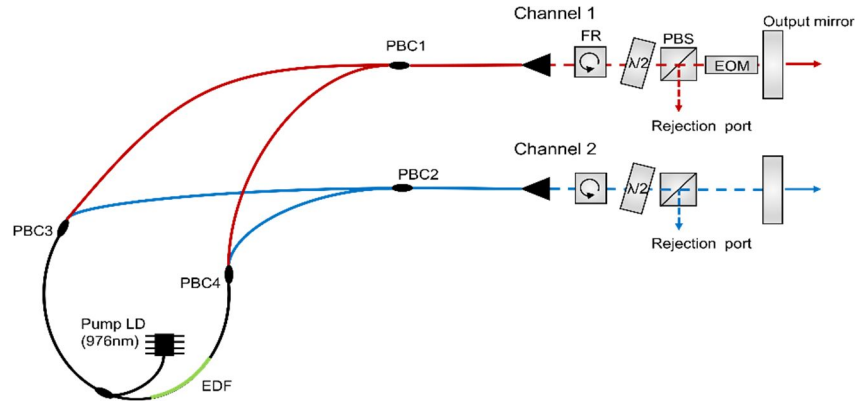 Channel 1
Output mirror
PBC1
FR
λ/2
PBS
EOM
Rejection port
Channel 2
PBC2
λ/2
Rejection port
PBC3
PBC4
Pump LD
(976nm)
EDF